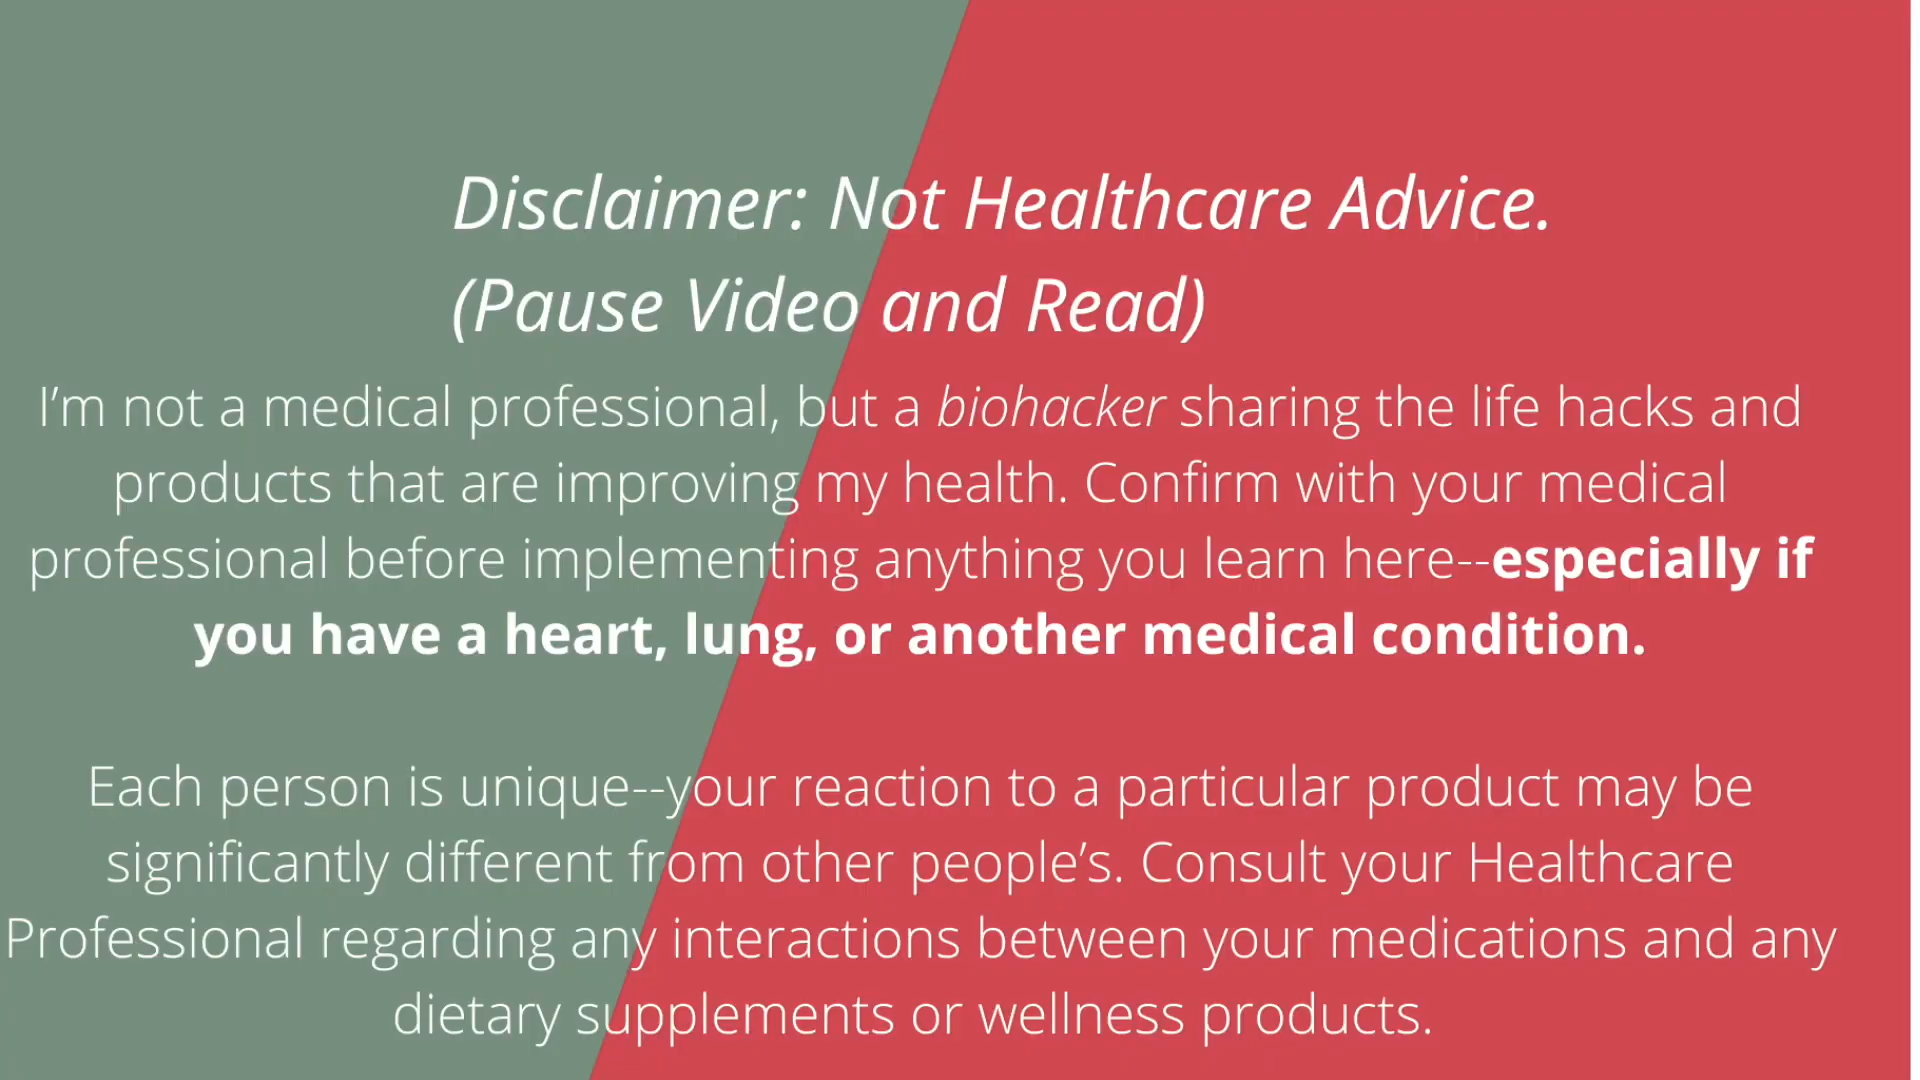 Disclaimer: Not Healthcare Advice.
(Pause Video and Read)
I’m not a medical professional, but a biohacker sharing the life hacks and
products that are improving my health. Confirm with your medical
professional before implementing anything you learn here--especially if
you have a heart, lung, or another medical condition.
Each person is unique--your reaction to a particular product may be
significantly different from other people’s. Consult your Healthcare
Professional regarding any interactions between your medications and any
dietary supplements or wellness products.